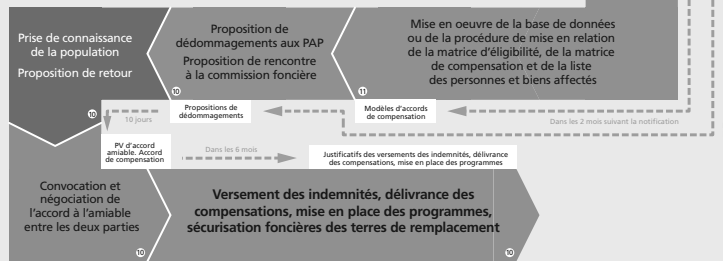 Prise de connaissance
de la population
Proposition de retour
10
Proposition de
dédommagements aux PAP
Proposition de rencontre
à la commission foncière
10
Mise en oeuvre de la base de données
ou de la procédure de mise en relation
de la matrice d'éligibilité, de la matrice
de compensation et de la liste
des personnes et biens affectés
11
10 jours
Propositions de
dédommagements
Modèles d'accords
de compensation
Dans les 2 mois suivant la notification
PV d'accord
amiable. Accord
de compensation
Dans les 6 mois
Justificatifs des versements des indemnités, délivrance
des compensations, mise en place des programmes
Convocation et
négociation de
l'accord à l'amiable
entre les deux parties
10
Versement des indemnités, délivrance des
compensations, mise en place des programmes,
sécurisation foncières des terres de remplacement
10